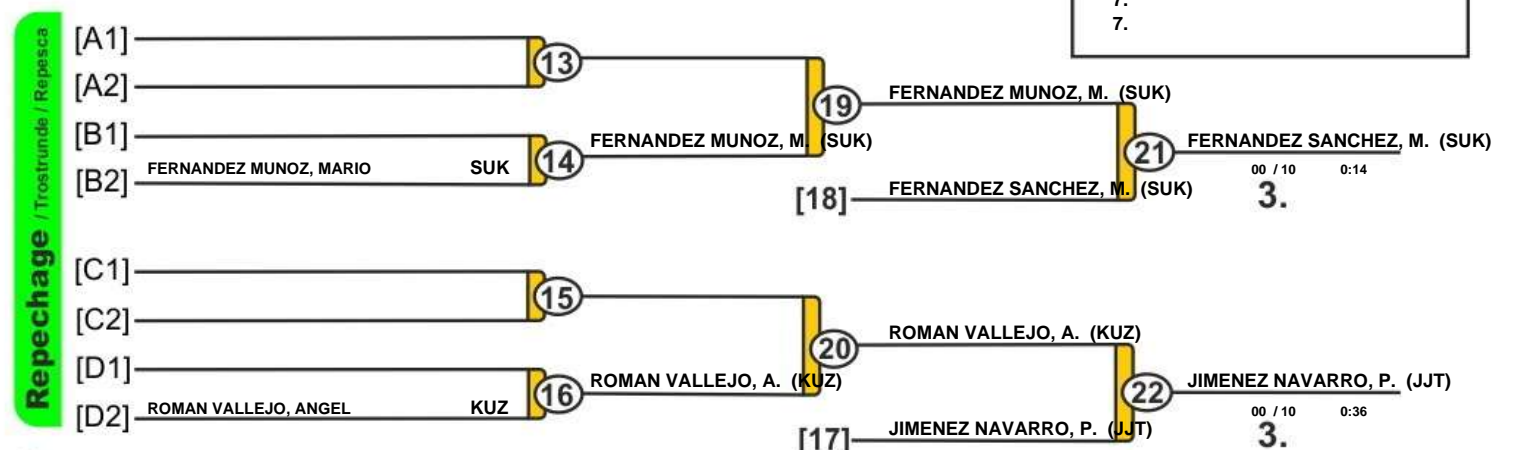 7.
7.
Repechage / Trostrunde / Repesca
[A1]
13
[A2]
19
FERNANDEZ MUNOZ, M. (SUK)
[B1]
FERNANDEZ MUNOZ, M. (SUK)
21
FERNANDEZ SANCHEZ, M. (SUK)
[B2]
FERNANDEZ MUNOZ, MARIO SUK
14
00 / 10 0:14
[18]
FERNANDEZ SANCHEZ, M. (SUK)
3.
[C1]
15
[C2]
20
ROMAN VALLEJO, A. (KUZ)
[D1]
ROMAN VALLEJO, A. (KUZ)
22
JIMENEZ NAVARRO, P. (JJT)
[D2]
ROMAN VALLEJO, ANGEL KUZ
16
00 / 10 0:36
[17]
JIMENEZ NAVARRO, P. (JJT)
3.